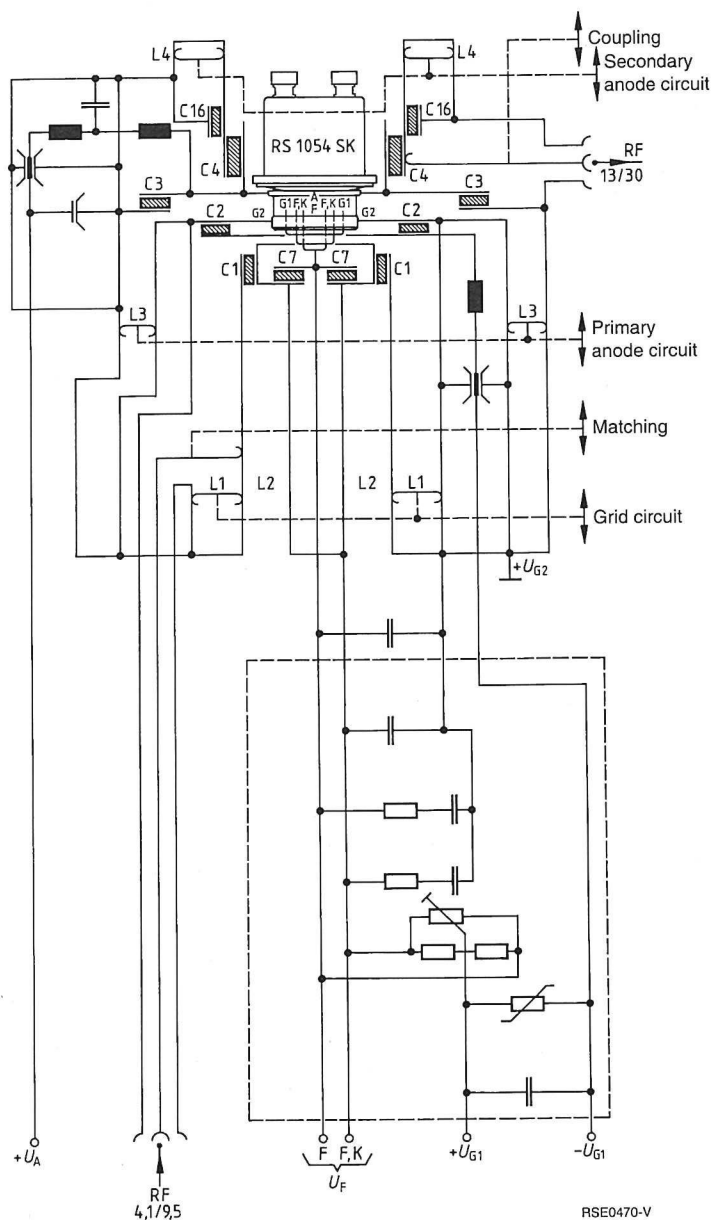 Coupling
Secondary
anode circuit
L4
L4
C16
C16
RS 1054 SK
C4
C4
RF
13/30
C3
C3
A
G1 F,K F F,K G1
G2
G2
C2
C2
C7
C7
C1
C1
L3
L3
Primary
anode circuit
Matching
L1
L2
L2
L1
Grid circuit
+UG2
+UA
F
F,K
+UG1
-UG1
UF
RF
4,1/9,5
RSE0470-V